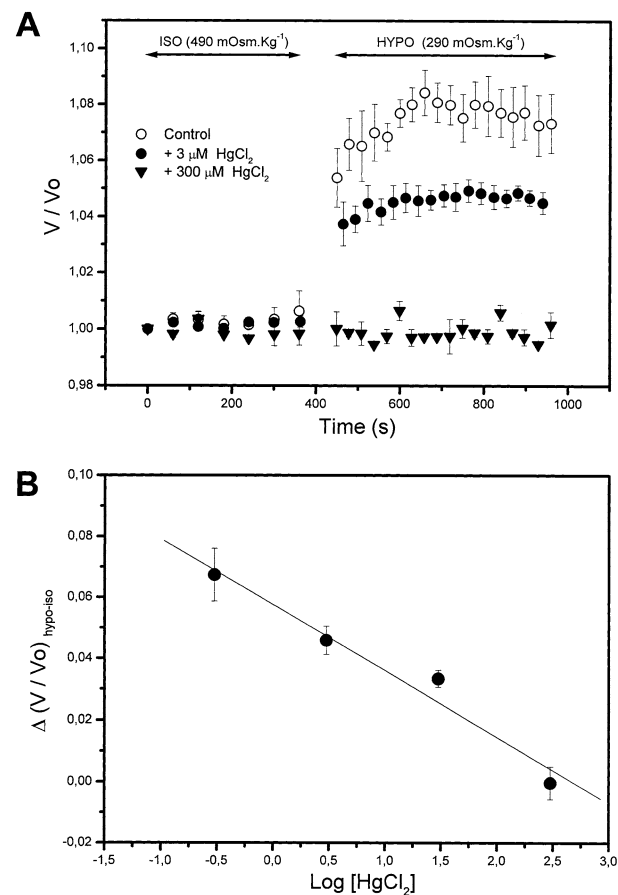 A
ISO (490 mOsm.Kg⁻¹)
HYPO (290 mOsm.Kg⁻¹)
Control
+ 3 μM HgCl₂
+ 300 μM HgCl₂
V / Vo
1,10
1,08
1,06
1,04
1,02
1,00
0,98
0
200
400
600
800
1000
Time (s)
B
Δ (V / Vo) hypo-iso
0,10
0,08
0,06
0,04
0,02
0,00
-0,02
-1,5
-1,0
-0,5
0,0
0,5
1,0
1,5
2,0
2,5
3,0
Log [HgCl₂]